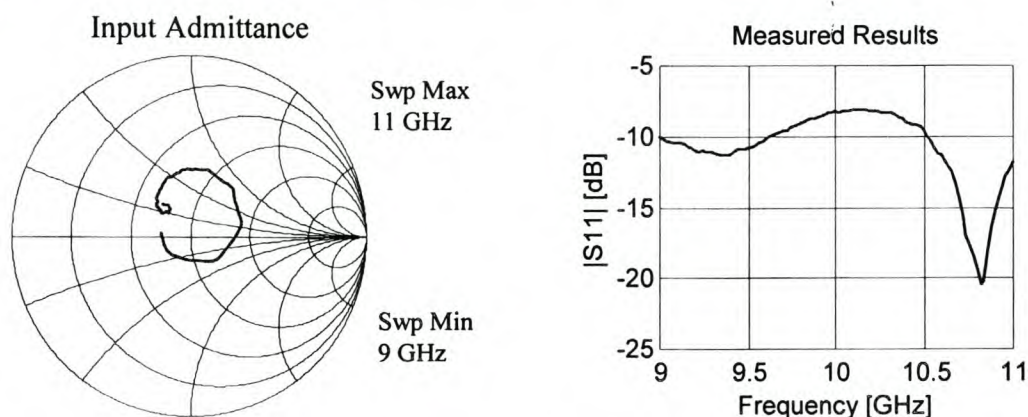 Input Admittance
Swp Max
11 GHz
Swp Min
9 GHz
Measured Results
|S11| [dB]
-5
-10
-15
-20
-25
9
9.5
10
10.5
11
Frequency [GHz]